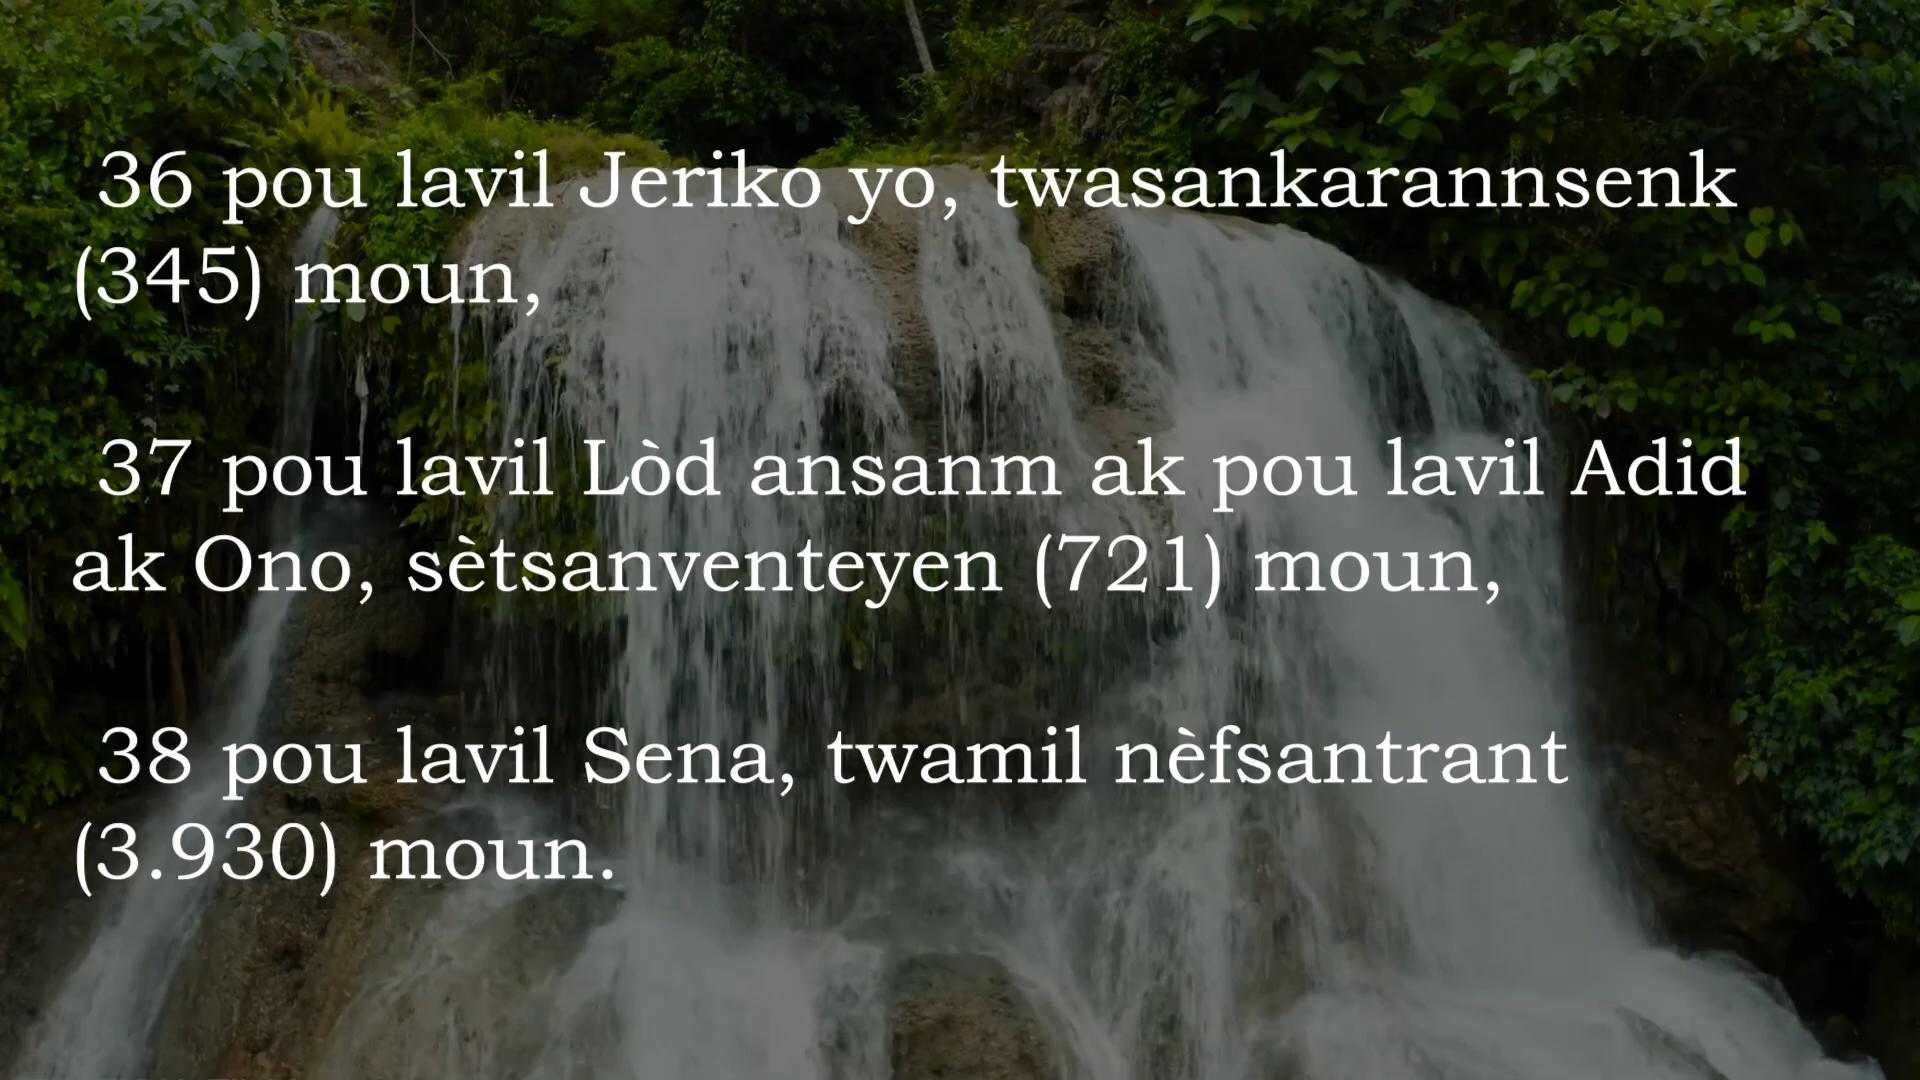 36 pou lavil Jeriko yo, twasankarannsenk
(345) moun,
37 pou lavil Lòd ansanm ak pou lavil Adid
ak Ono, sètsanventeyen (721) moun,
38 pou lavil Sena, twamil nèfsantrant
(3.930) moun.